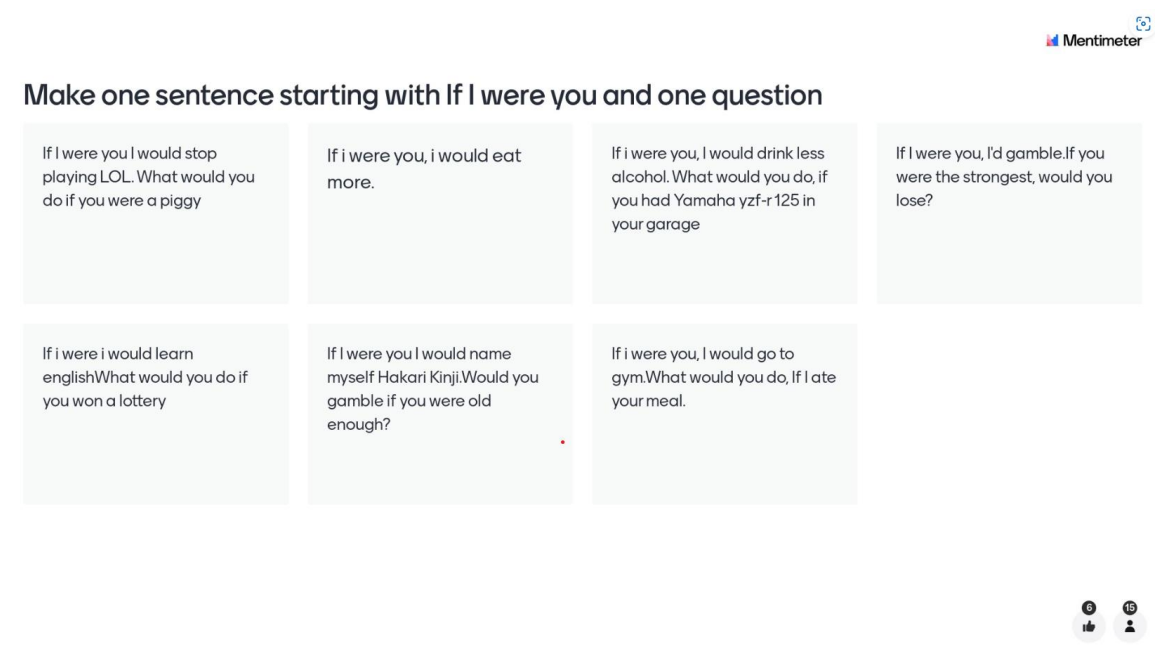 Mentimeter
Make one sentence starting with If I were you and one question
If I were you I would stop
playing LOL. What would you
do if you were a piggy
If i were you, i would eat
more.
If i were you, I would drink less
alcohol. What would you do, if
you had Yamaha yzf-r 125 in
your garage
If I were you, I'd gamble.If you
were the strongest, would you
lose?
If i were i would learn
englishWhat would you do if
you won a lottery
If I were you I would name
myself Hakari Kinji.Would you
gamble if you were old
enough?
If i were you, I would go to
gym.What would you do, If I ate
your meal.
6
15